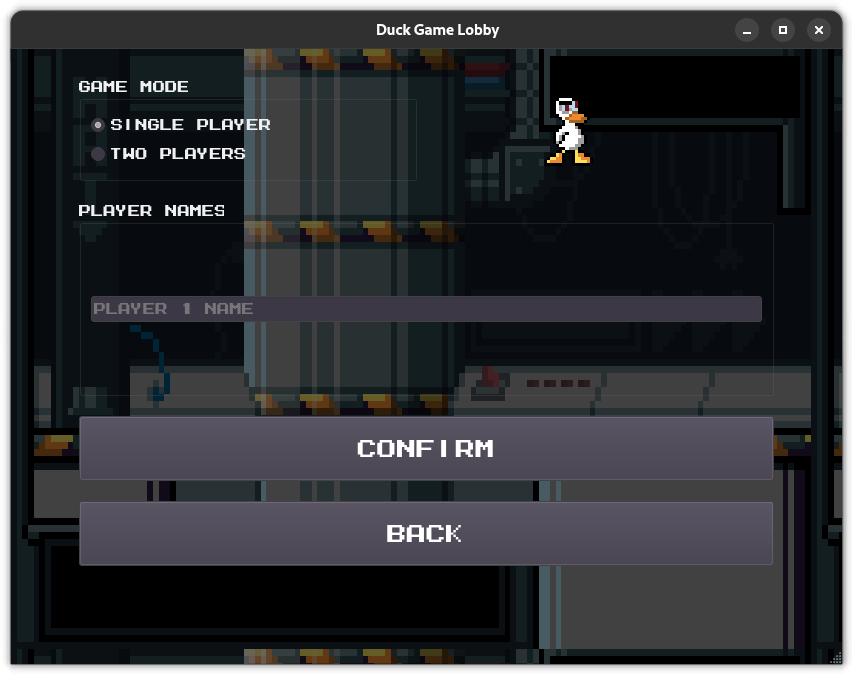 Duck Game Lobby
GAME MODE
SINGLE PLAYER
TWO PLAYERS
PLAYER NAMES
PLAYER 1 NAME
CONFIRM
BACK